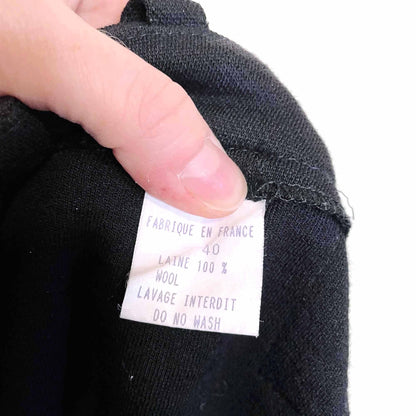 FABRIQUE EN FRANCE
40
LAINE 100 %
WOOL
LAVAGE INTERDIT
DO NO WASH